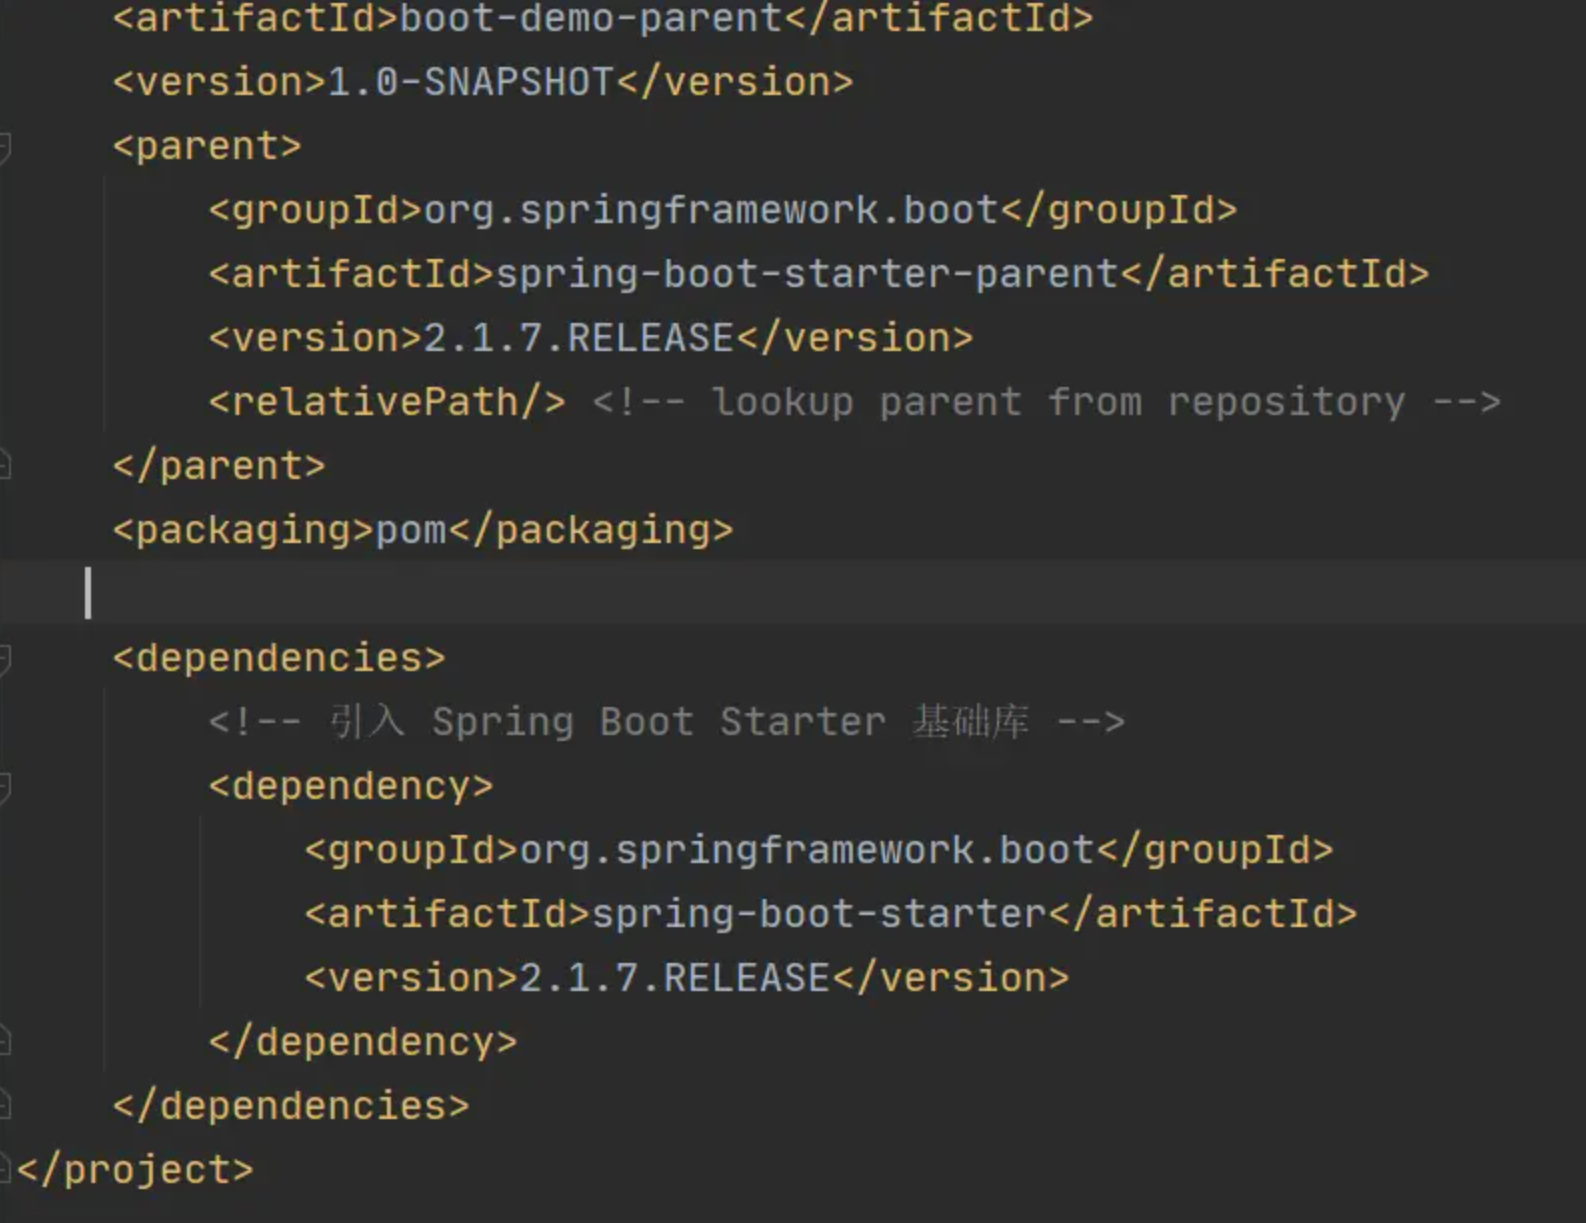 <artifactId>boot-demo-parent</artifactId>
<version>1.0-SNAPSHOT</version>
<parent>
<groupId>org.springframework.boot</groupId>
<artifactId>spring-boot-starter-parent</artifactId>
<version>2.1.7.RELEASE</version>
<relativePath/> <!-- lookup parent from repository -->
</parent>
<packaging>pom</packaging>
<dependencies>
<!-- 引入 Spring Boot Starter 基础库 -->
<dependency>
<groupId>org.springframework.boot</groupId>
<artifactId>spring-boot-starter</artifactId>
<version>2.1.7.RELEASE</version>
</dependency>
</dependencies>
</project>